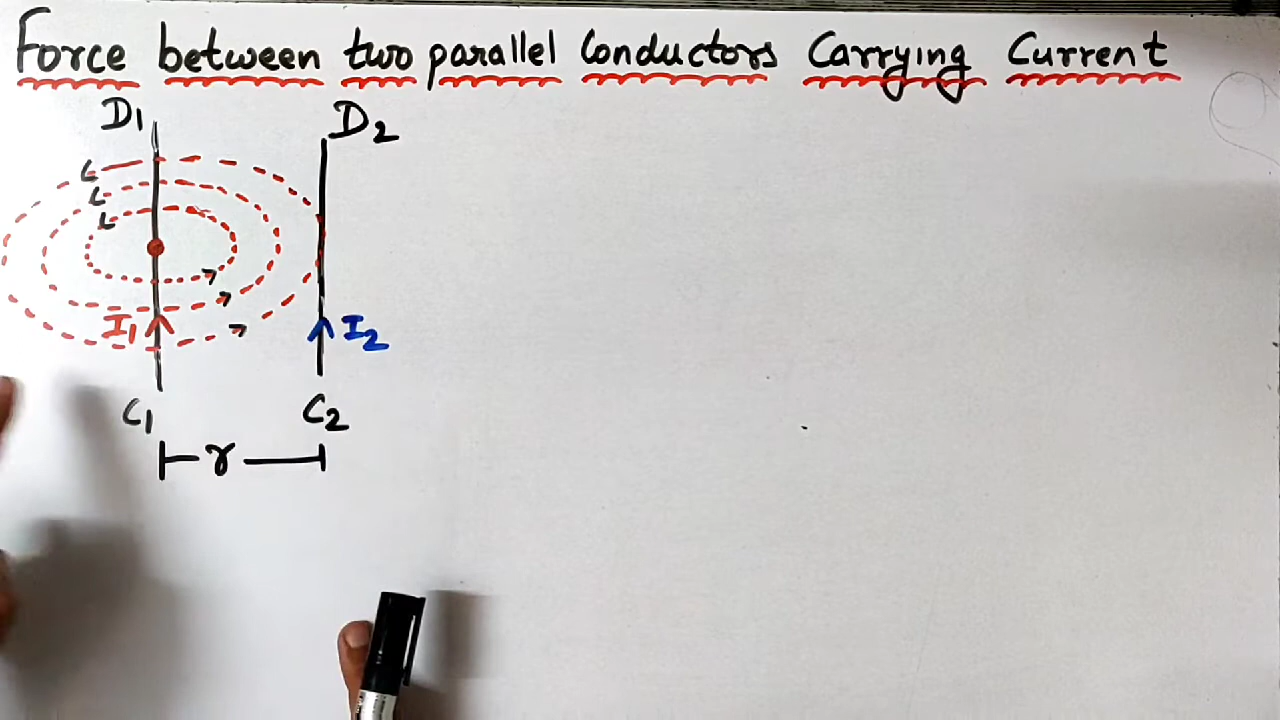 Force between two parallel Conductors Carrying Current
D1 D2
I1 I2
C1 C2
r